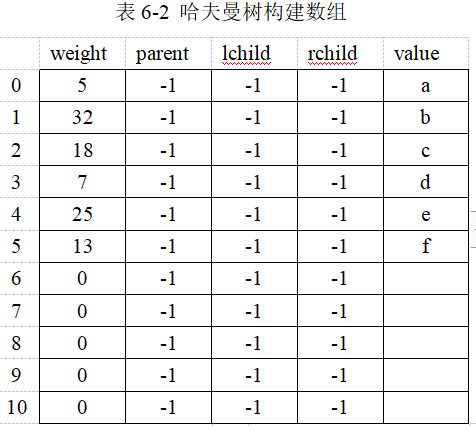 表 6-2 哈夫曼树构建数组
weight parent lchild rchild value
0 5 -1 -1 -1 a
1 32 -1 -1 -1 b
2 18 -1 -1 -1 c
3 7 -1 -1 -1 d
4 25 -1 -1 -1 e
5 13 -1 -1 -1 f
6 0 -1 -1 -1
7 0 -1 -1 -1
8 0 -1 -1 -1
9 0 -1 -1 -1
10 0 -1 -1 -1